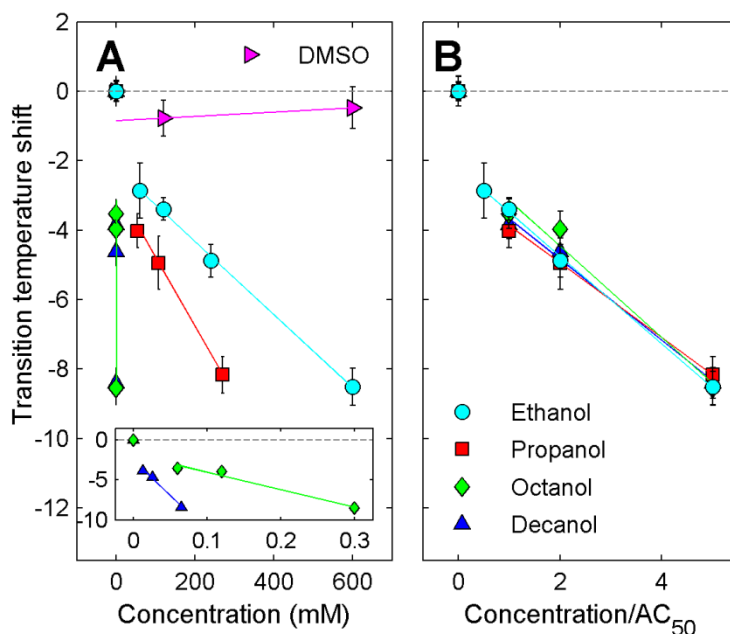 A
DMSO
2
0
-2
-4
-6
-8
-10
-12
Transition temperature shift
0
-5
-10
0 0.1 0.2 0.3
0 200 400 600
Concentration (mM)
B
Ethanol
Propanol
Octanol
Decanol
0 2 4
Concentration/AC50